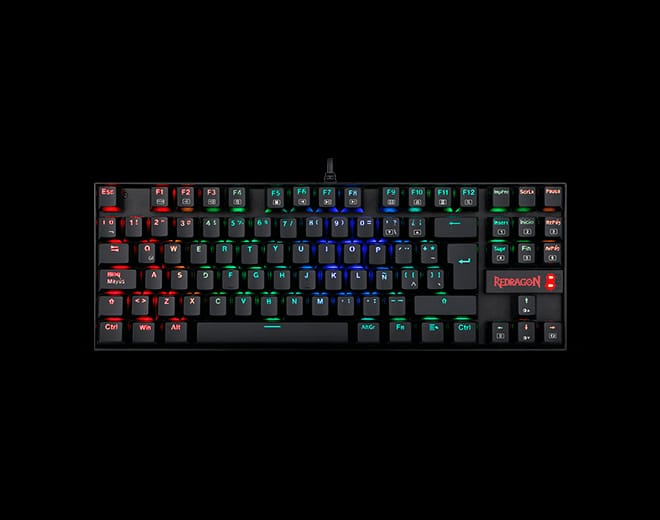 Esc F1 F2 F3 F4 F5 F6 F7 F8 F9 F10 F11 F12 ImpPnt ScrLk Pausa
Insert Inicio RePág
Q W E R T Y U I O P Supr Fin AvPág
Bloq Mayus A S D F G H J K L Ñ REDRAGON
< > Z X C V B N M
Ctrl Win Alt AltGr Fn Ctrl